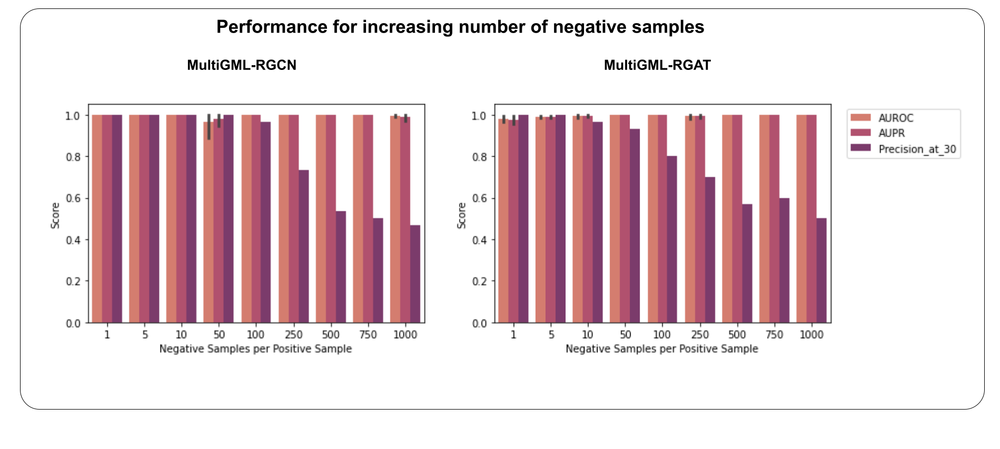 Performance for increasing number of negative samples
MultiGML-RGCN
MultiGML-RGAT
1.0
0.8
0.6
0.4
0.2
0.0
Score
1 5 10 50 100 250 500 750 1000
Negative Samples per Positive Sample
1.0
0.8
0.6
0.4
0.2
0.0
Score
1 5 10 50 100 250 500 750 1000
Negative Samples per Positive Sample
AUROC
AUPR
Precision_at_30